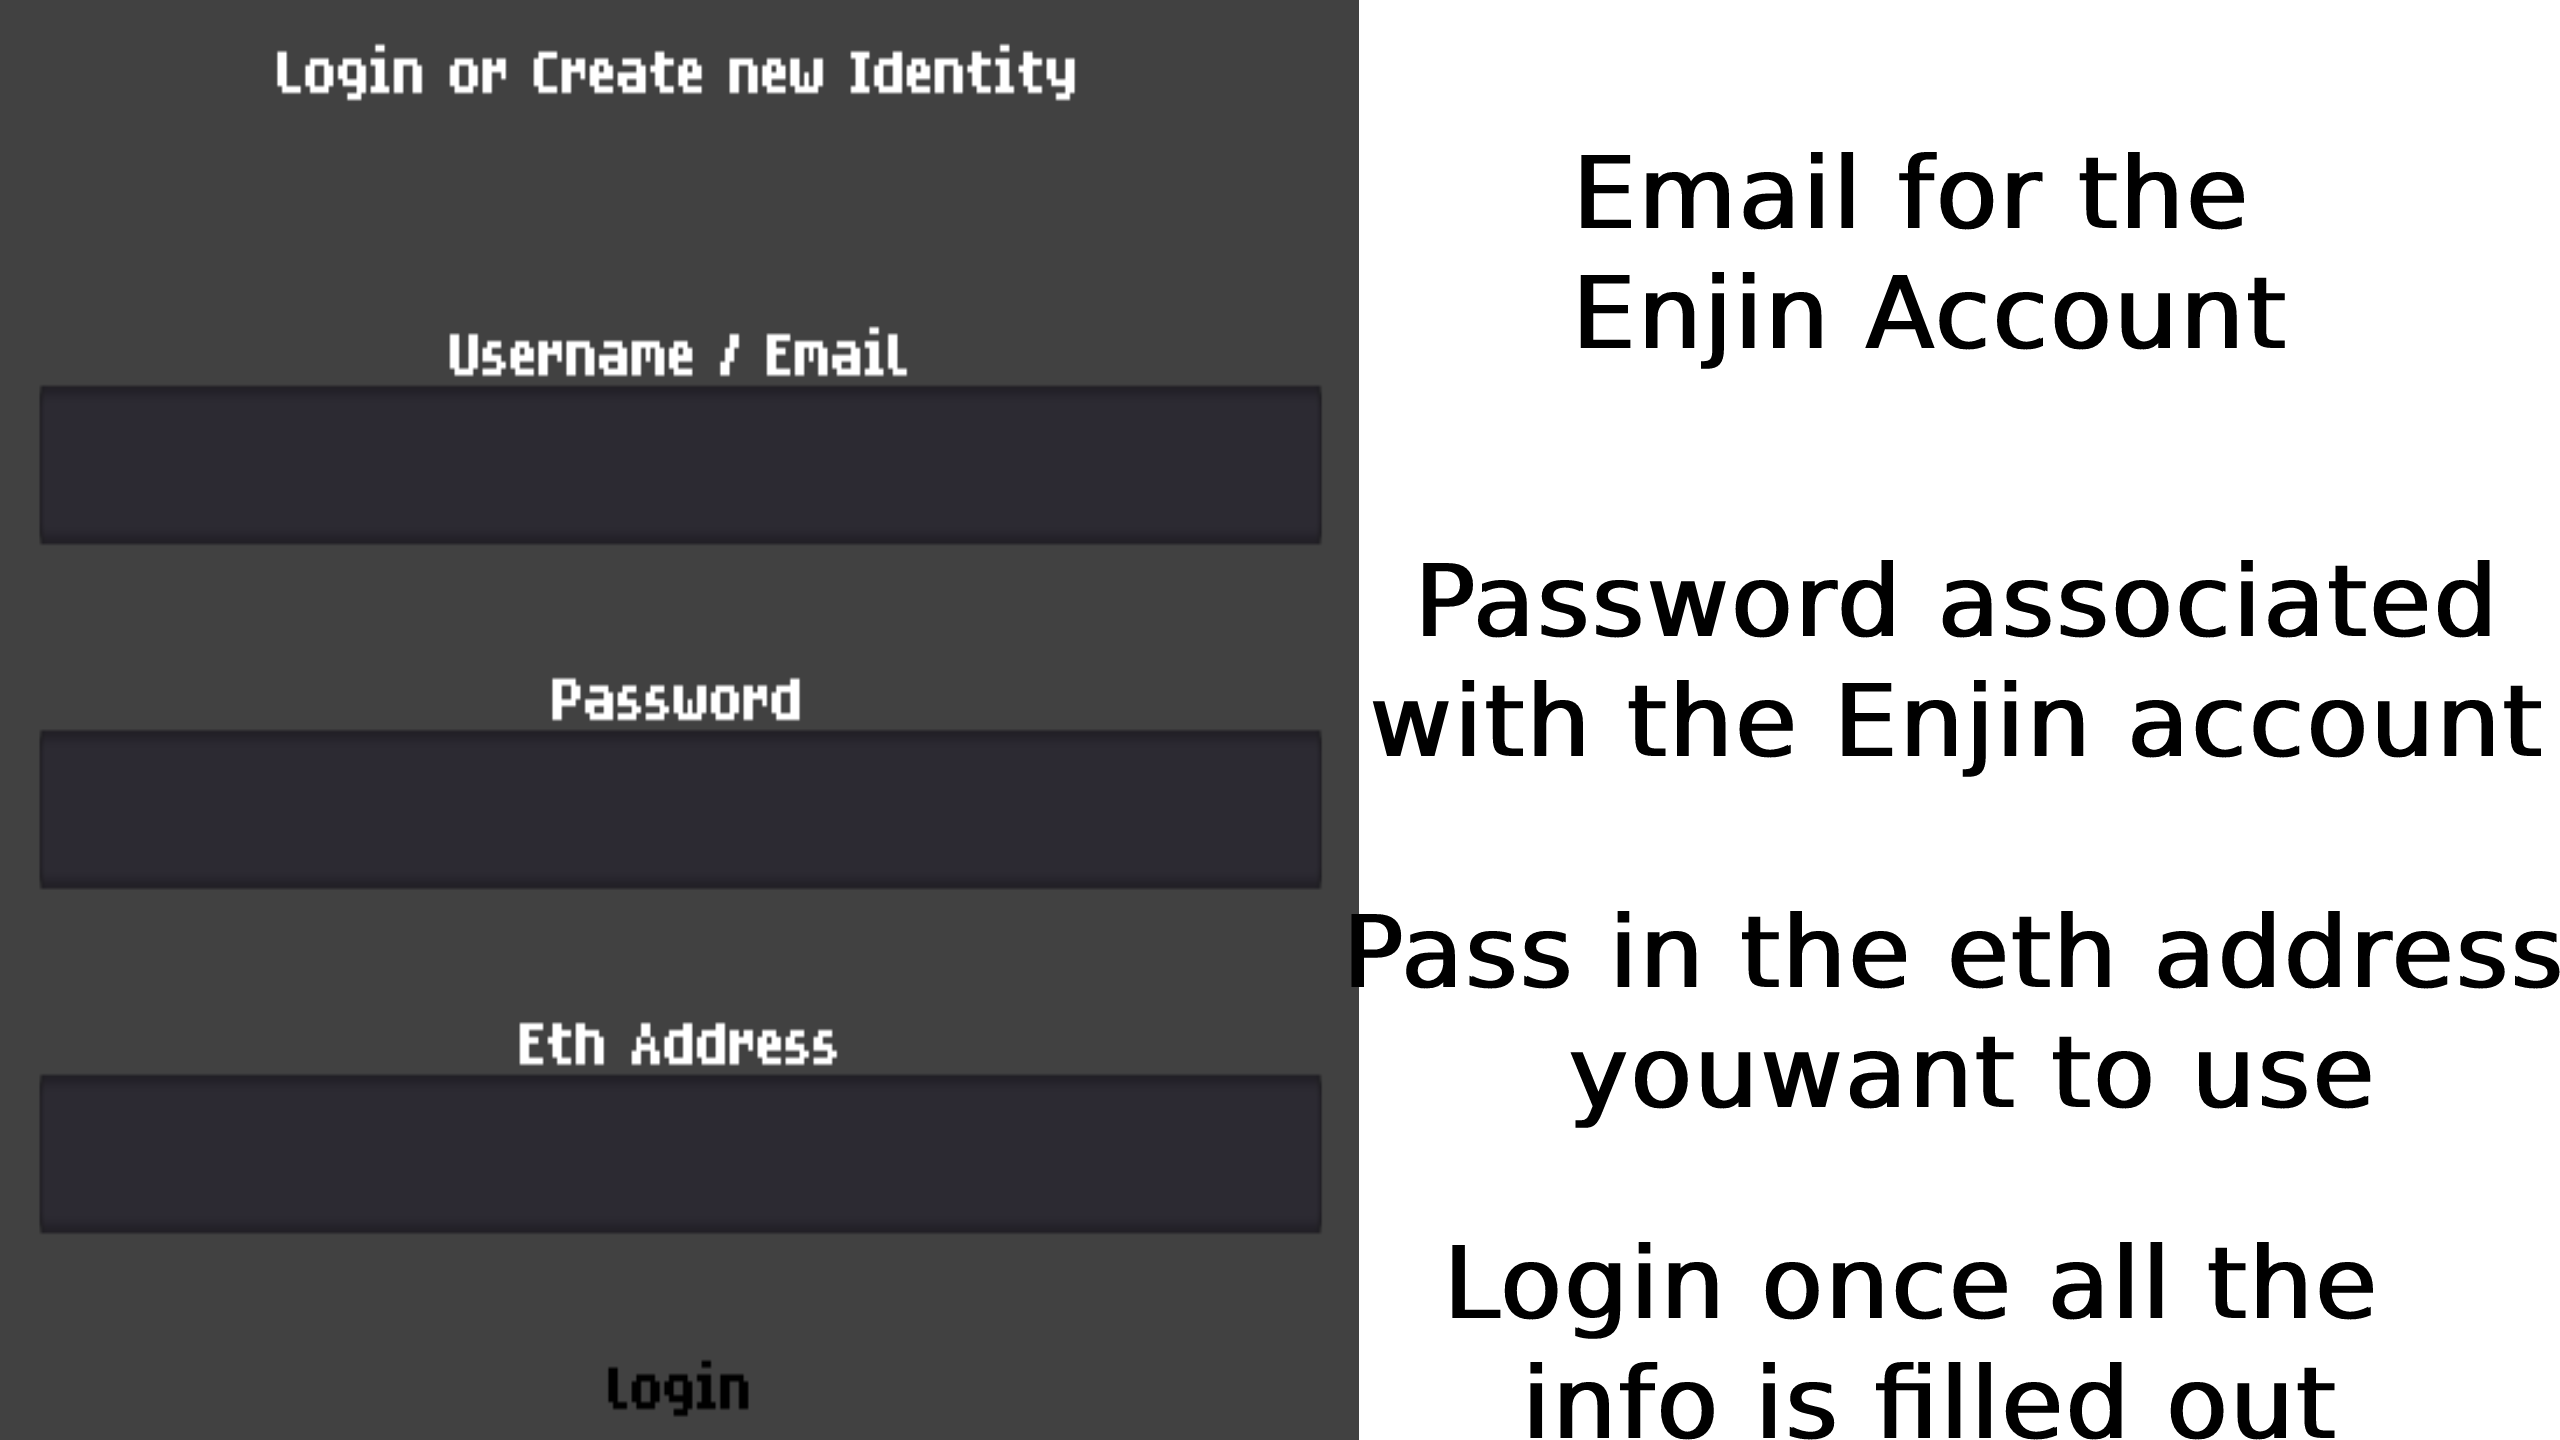 Login or Create new Identity
Username / Email
Password
Eth Address
login
Email for the
Enjin Account
Password associated
with the Enjin account
Pass in the eth address
youwant to use
Login once all the
info is filled out